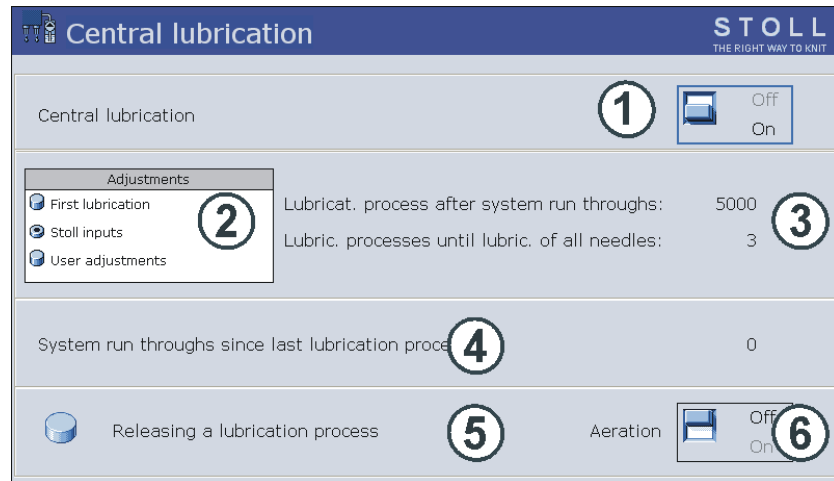 Central lubrication
STOLL
THE RIGHT WAY TO KNIT
Central lubrication
1
Off
On
Adjustments
First lubrication
Stoll inputs
User adjustments
2
Lubricat. process after system run throughs: 5000
Lubric. processes until lubric. of all needles: 3
3
System run throughs since last lubrication proce
4
0
Releasing a lubrication process
5
Aeration
Off
On
6